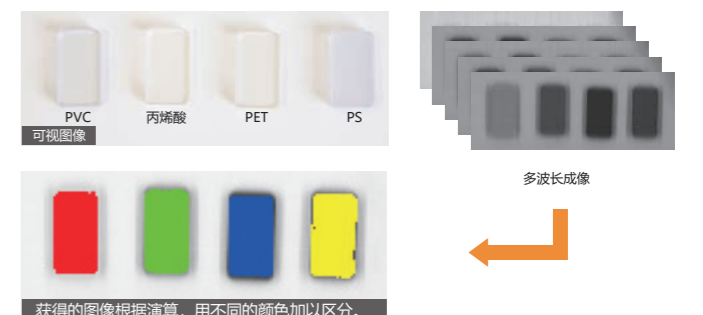 PVC
丙烯酸
PET
PS
可视图像
多波长成像
获得的图像根据演算，用不同的颜色加以区分。